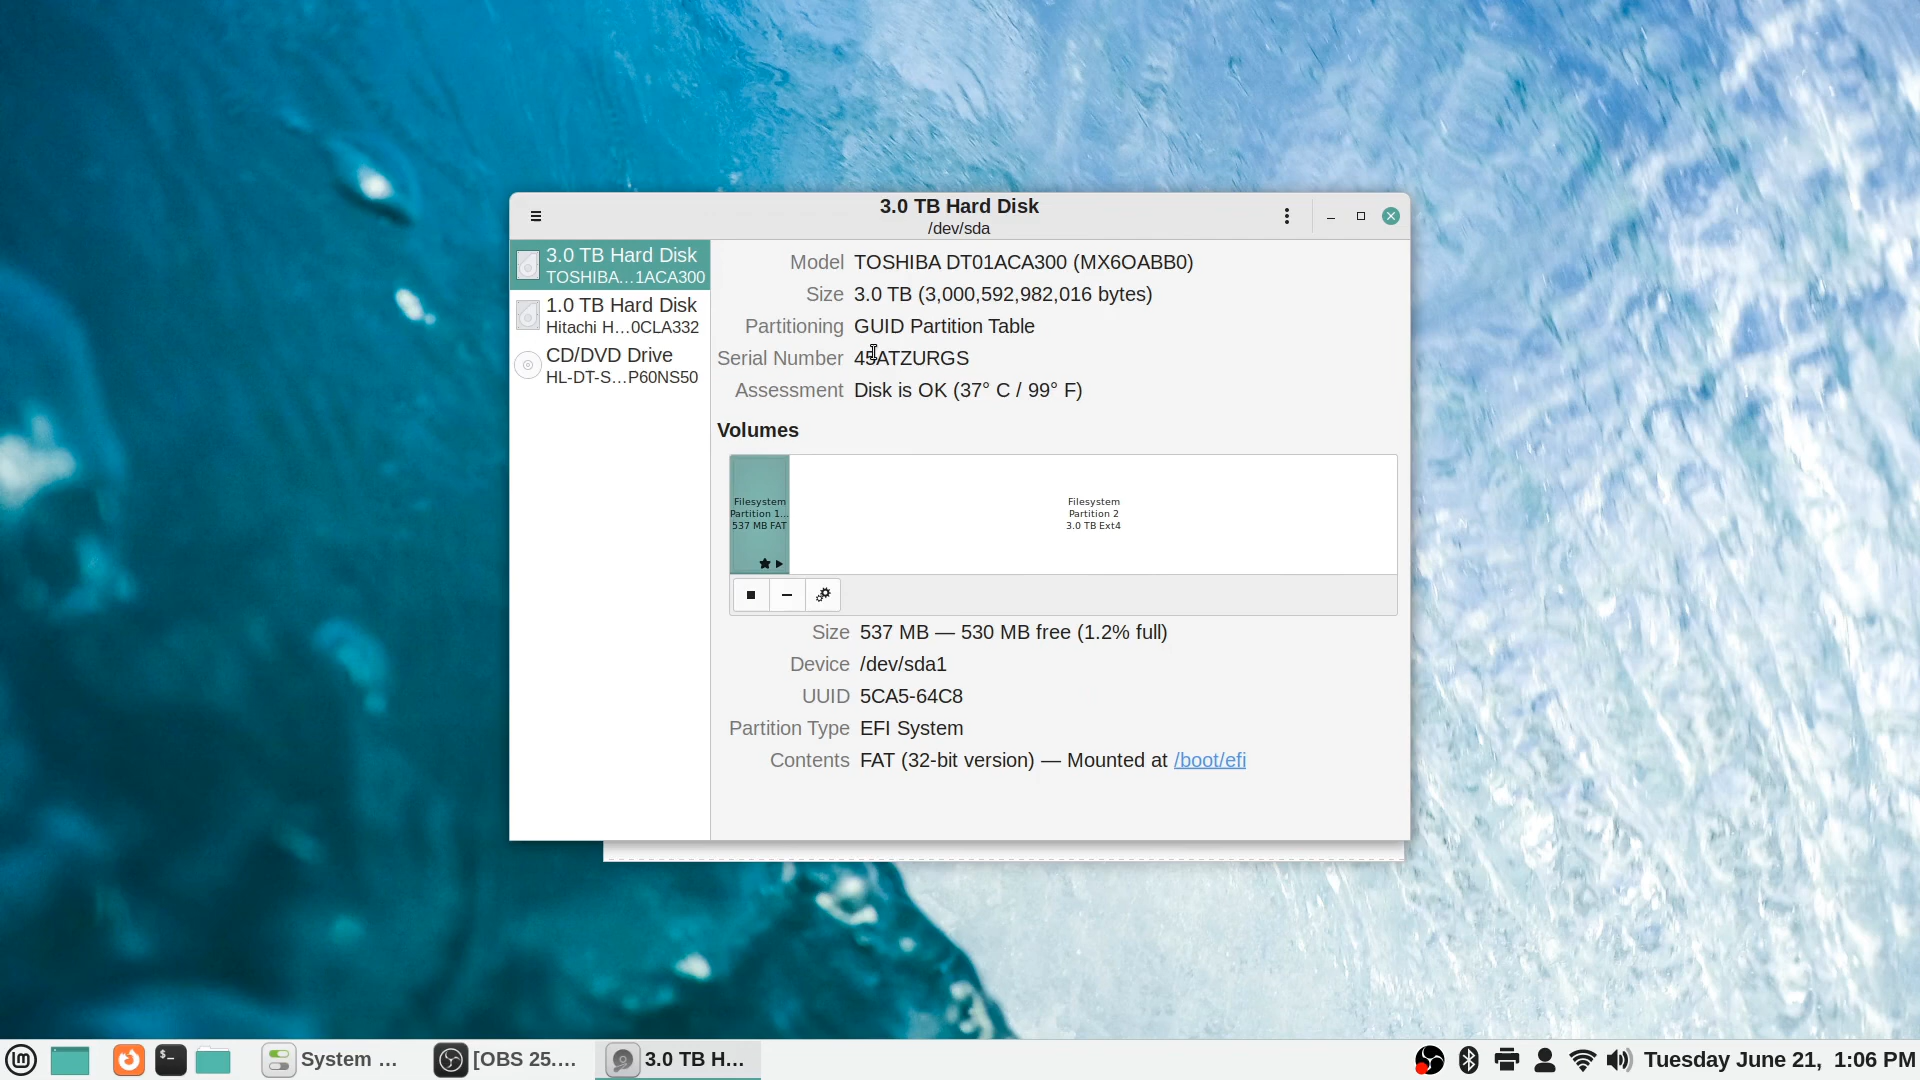 3.0 TB Hard Disk
/dev/sda
3.0 TB Hard Disk
TOSHIBA…1ACA300
1.0 TB Hard Disk
Hitachi H…0CLA332
CD/DVD Drive
HL-DT-S…P60NS50
Model TOSHIBA DT01ACA300 (MX6OABB0)
Size 3.0 TB (3,000,592,982,016 bytes)
Partitioning GUID Partition Table
Serial Number 45ATZURGS
Assessment Disk is OK (37° C / 99° F)
Volumes
Filesystem
Partition 1…
537 MB FAT
Filesystem
Partition 2
3.0 TB Ext4
Size 537 MB — 530 MB free (1.2% full)
Device /dev/sda1
UUID 5CA5-64C8
Partition Type EFI System
Contents FAT (32-bit version) — Mounted at /boot/efi
System …
[OBS 25.…
3.0 TB H…
Tuesday June 21, 1:06 PM